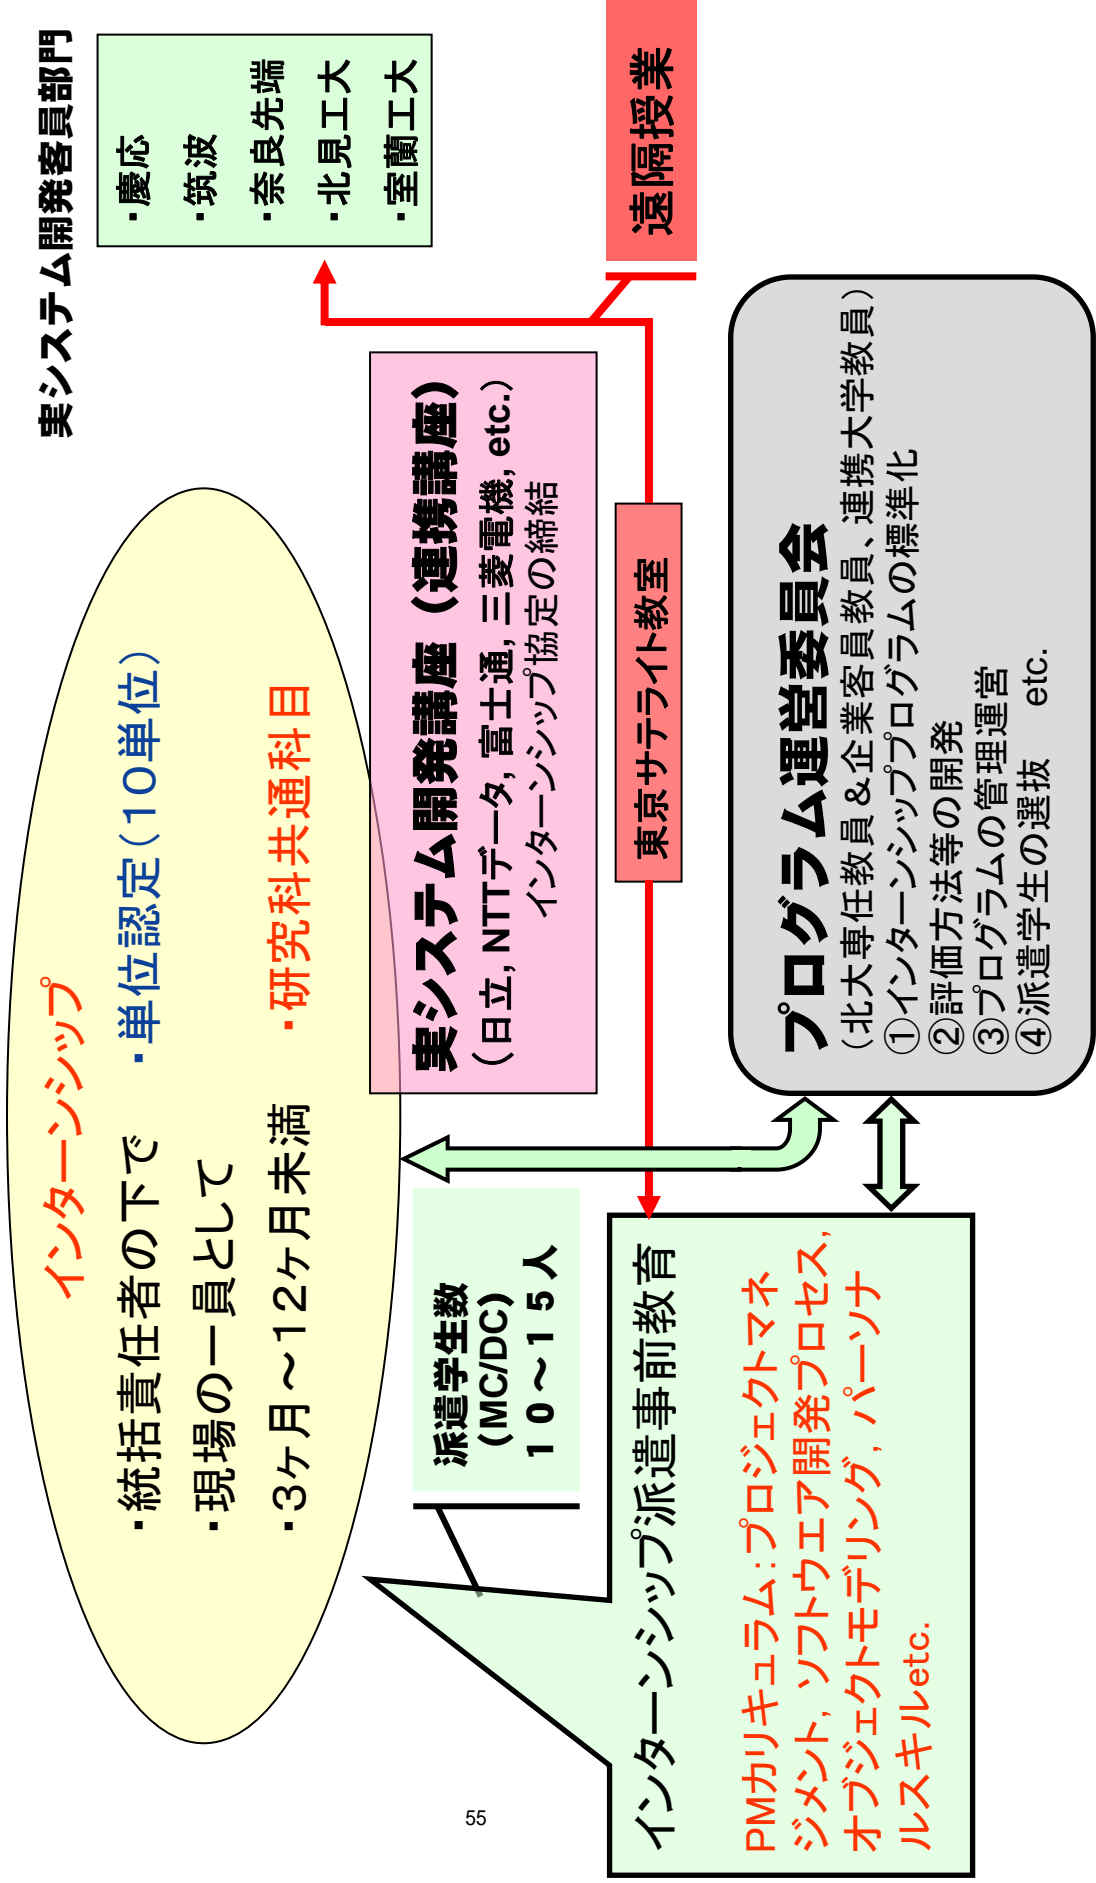 インターンシップ
・統括責任者の下で　・単位認定（１０単位）
・現場の一員として
・３ヶ月～１２ヶ月未満　・研究科共通科目
実システム開発客員部門
・慶応
・筑波
・奈良先端
・北見工大
・室蘭工大
実システム開発講座（連携講座）
（日立, NTTデータ, 富士通, 三菱電機, etc.）
インターンシップ協定の締結
派遣学生数
(MC/DC)
１０～１５人
東京サテライト教室
遠隔授業
インターンシップ派遣事前教育
PMカリキュラム：プロジェクトマネ
ジメント, ソフトウエア開発プロセス,
オブジェクトモデリング, パーソナ
ルスキルetc.
プログラム運営委員会
（北大専任教員＆企業客員教員、連携大学教員）
①インターンシッププログラムの標準化
②評価方法等の開発
③プログラムの管理運営
④派遣学生の選抜　etc.
55